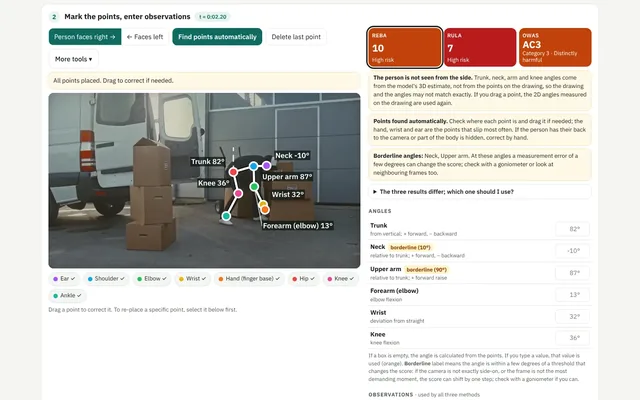 2 Mark the points, enter observations t = 0:02.20
Person faces right → ← Faces left Find points automatically Delete last point
More tools ▾
All points placed. Drag to correct if needed.
Trunk 82°
Neck -10°
Knee 36°
Upper arm 87°
Wrist 32°
Forearm (elbow) 13°
Ear ✓ Shoulder ✓ Elbow ✓ Wrist ✓ Hand (finger base) ✓ Hip ✓ Knee ✓
Ankle ✓
Drag a point to correct it. To re-place a specific point, select it below first.
REBA
10
High risk
RULA
7
High risk
OWAS
AC3
Category 3 · Distinctly
harmful
The person is not seen from the side. Trunk, neck, arm and knee angles come
from the model's 3D estimate, not from the points on the drawing, so the drawing
and the angles may not match exactly. If you drag a point, the 2D angles measured
on the drawing are used again.
Points found automatically. Check where each point is and drag it if needed; the
hand, wrist and ear are the points that slip most often. If the person has their back
to the camera or part of the body is hidden, correct by hand.
Borderline angles: Neck, Upper arm. At these angles a measurement error of a
few degrees can change the score; check with a goniometer or look at
neighbouring frames too.
▶ The three results differ; which one should I use?
ANGLES
Trunk
from vertical; + forward, − backward
82°
Neck borderline (10°)
relative to trunk; + forward, − backward
-10°
Upper arm borderline (90°)
relative to trunk; + forward raise
87°
Forearm (elbow)
elbow flexion
13°
Wrist
deviation from straight
32°
Knee
knee flexion
36°
If a box is empty, the angle is calculated from the points. If you type a value, that value is
used (orange). Borderline label means the angle is within a few degrees of a threshold that
changes the score: if the camera is not exactly side-on, or the frame is not the most
demanding moment, the score can shift by one step; check with a goniometer if you can.
OBSERVATIONS · used by all three methods